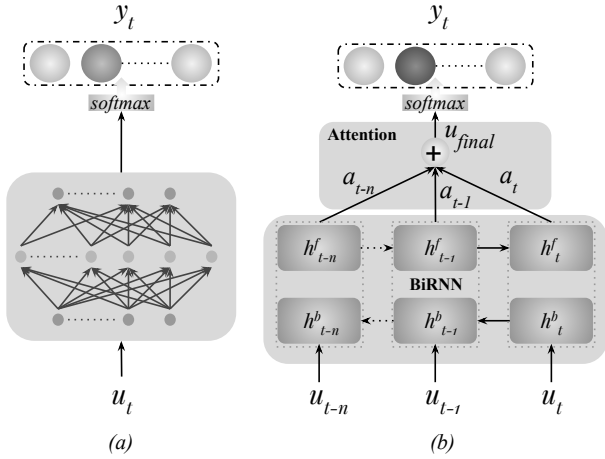 y_t
y_t
softmax
softmax
Attention
u_final
+
a_t-n
a_t-1
a_t
h^f_t-n
h^f_t-1
h^f_t
BiRNN
h^b_t-n
h^b_t-1
h^b_t
u_t
u_t-n
u_t-1
u_t
(a)
(b)